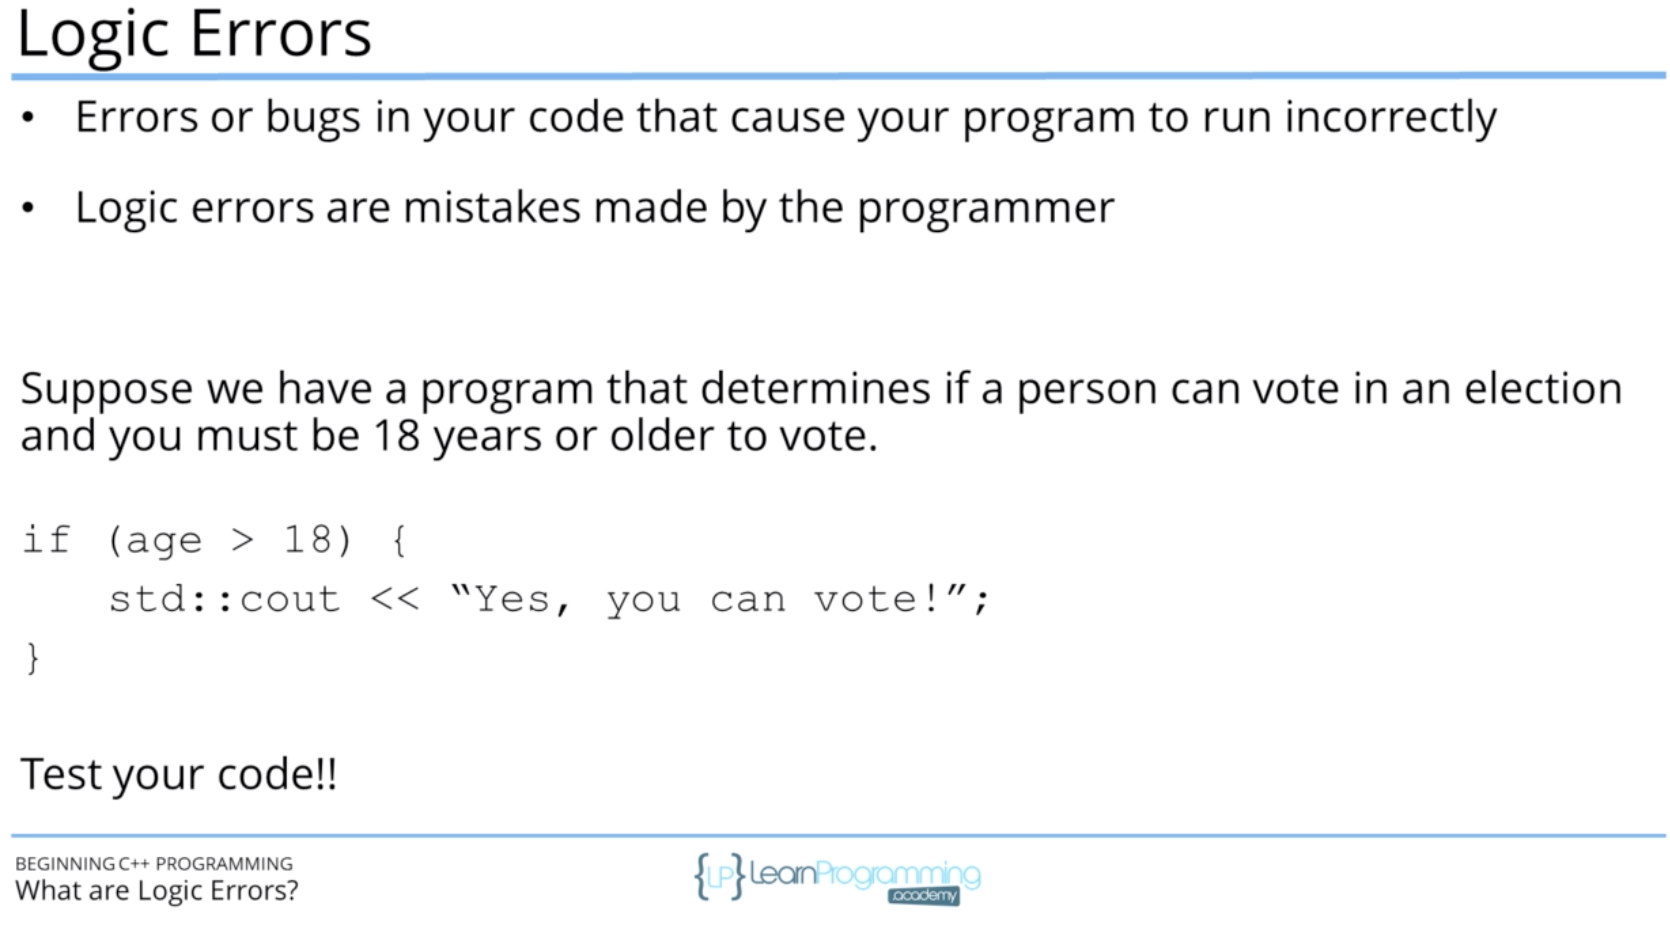 Logic Errors
• Errors or bugs in your code that cause your program to run incorrectly
• Logic errors are mistakes made by the programmer
Suppose we have a program that determines if a person can vote in an election
and you must be 18 years or older to vote.
if (age > 18) {
    std::cout << “Yes, you can vote!”;
}
Test your code!!
BEGINNING C++ PROGRAMMING
What are Logic Errors?
{LP} LearnProgramming
academy